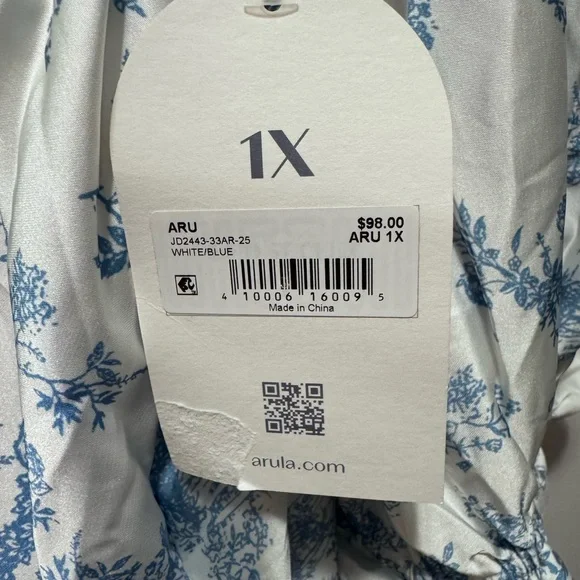 1X
ARU $98.00
JD2443-33AR-25 ARU 1X
WHITE/BLUE
4 10006 16009 5
Made in China
arula.com